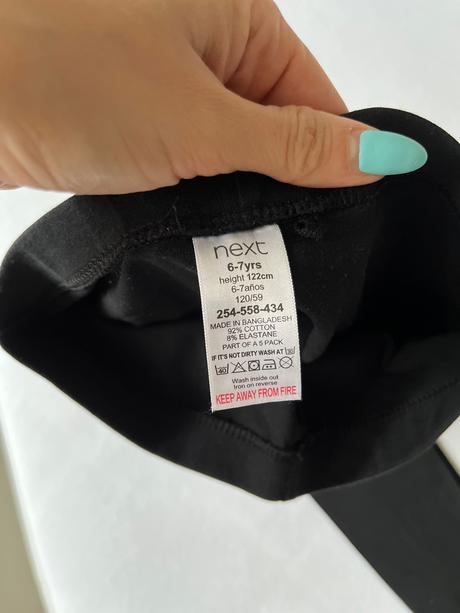 next
6-7yrs
height 122cm
6-7años
120/59
254-558-434
MADE IN BANGLADESH
92% COTTON
8% ELASTANE
PART OF A 5 PACK
IF IT'S NOT DIRTY WASH AT 30
40
Wash inside out
Iron on reverse
KEEP AWAY FROM FIRE